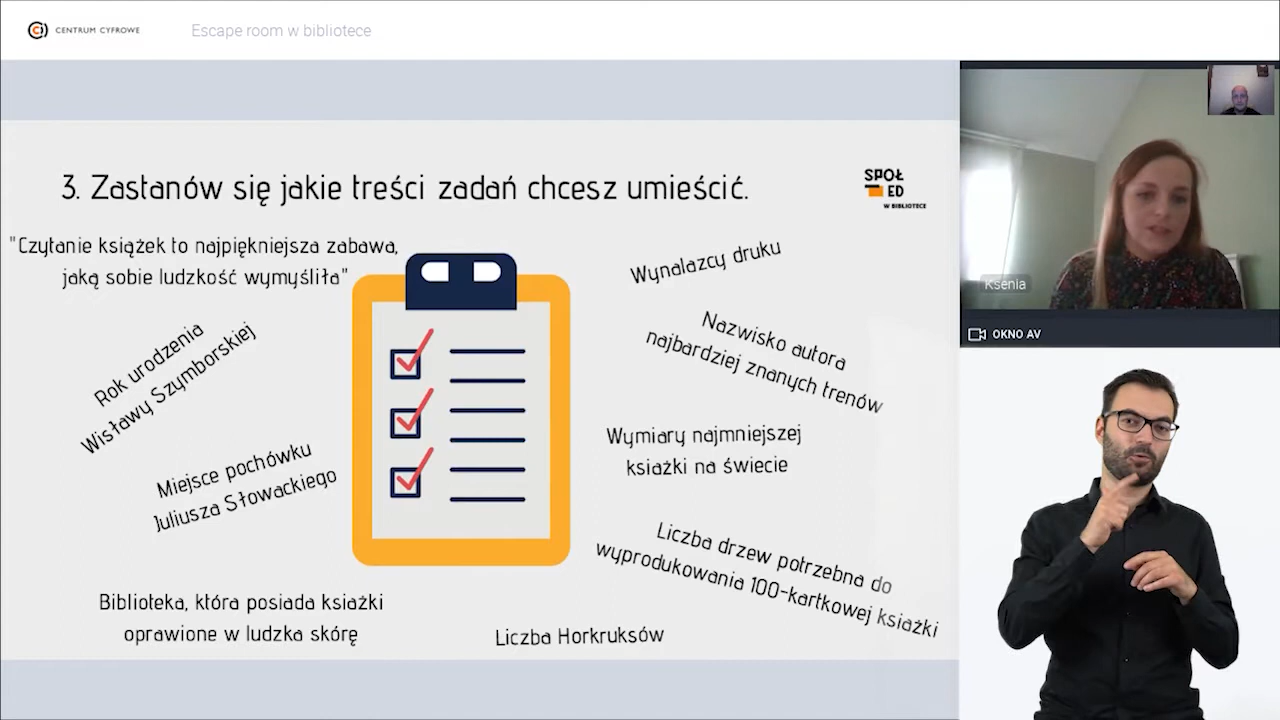 CENTRUM CYFROWE
Escape room w bibliotece
3. Zastanów się jakie treści zadań chcesz umieścić.
SPOŁ
ED
W BIBLIOTECE
"Czytanie książek to najpiękniejsza zabawa,
jaką sobie ludzkość wymyśliła"
Wynalazcy druku
Rok urodzenia
Wisławy Szymborskiej
Nazwisko autora
najbardziej znanych trenów
Wymiary najmniejszej
książki na świecie
Miejsce pochówku
Juliusza Słowackiego
Liczba drzew potrzebna do
wyprodukowania 100-kartkowej książki
Biblioteka, która posiada książki
oprawione w ludzka skórę
Liczba Horkruksów
Ksenia
OKNO AV